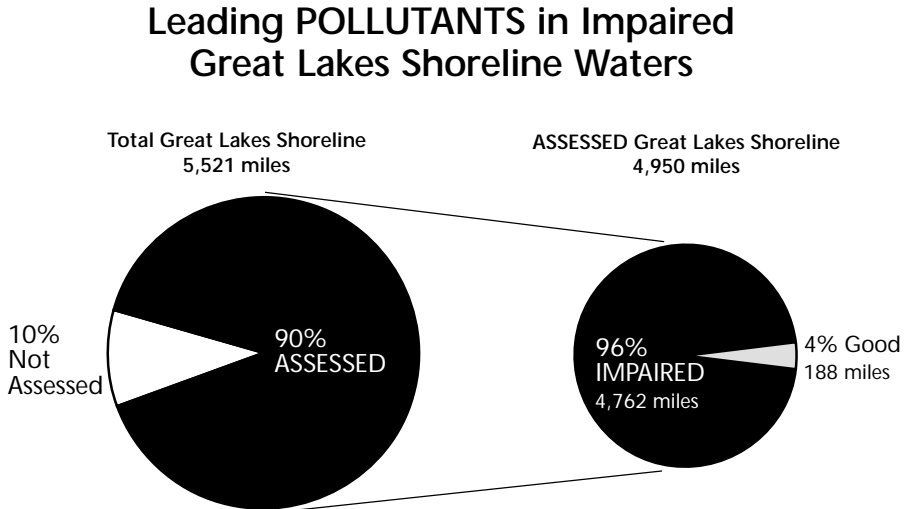 Leading POLLUTANTS in Impaired
Great Lakes Shoreline Waters
Total Great Lakes Shoreline
5,521 miles
ASSESSED Great Lakes Shoreline
4,950 miles
10%
Not
Assessed
90%
ASSESSED
96%
IMPAIRED
4,762 miles
4% Good
188 miles